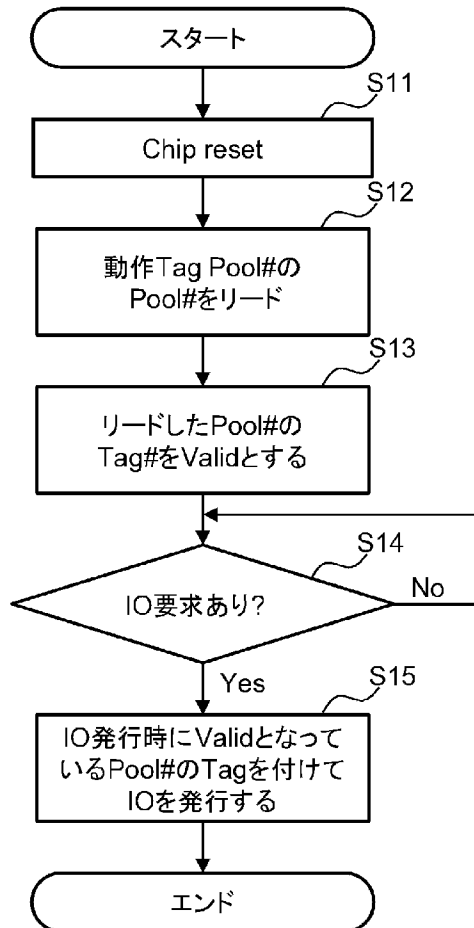 スタート
S11
Chip reset
S12
動作Tag Pool#の
Pool#をリード
S13
リードしたPool#の
Tag#をValidとする
S14
IO要求あり?
No
Yes
S15
IO発行時にValidとなって
いるPool#のTagを付けて
IOを発行する
エンド